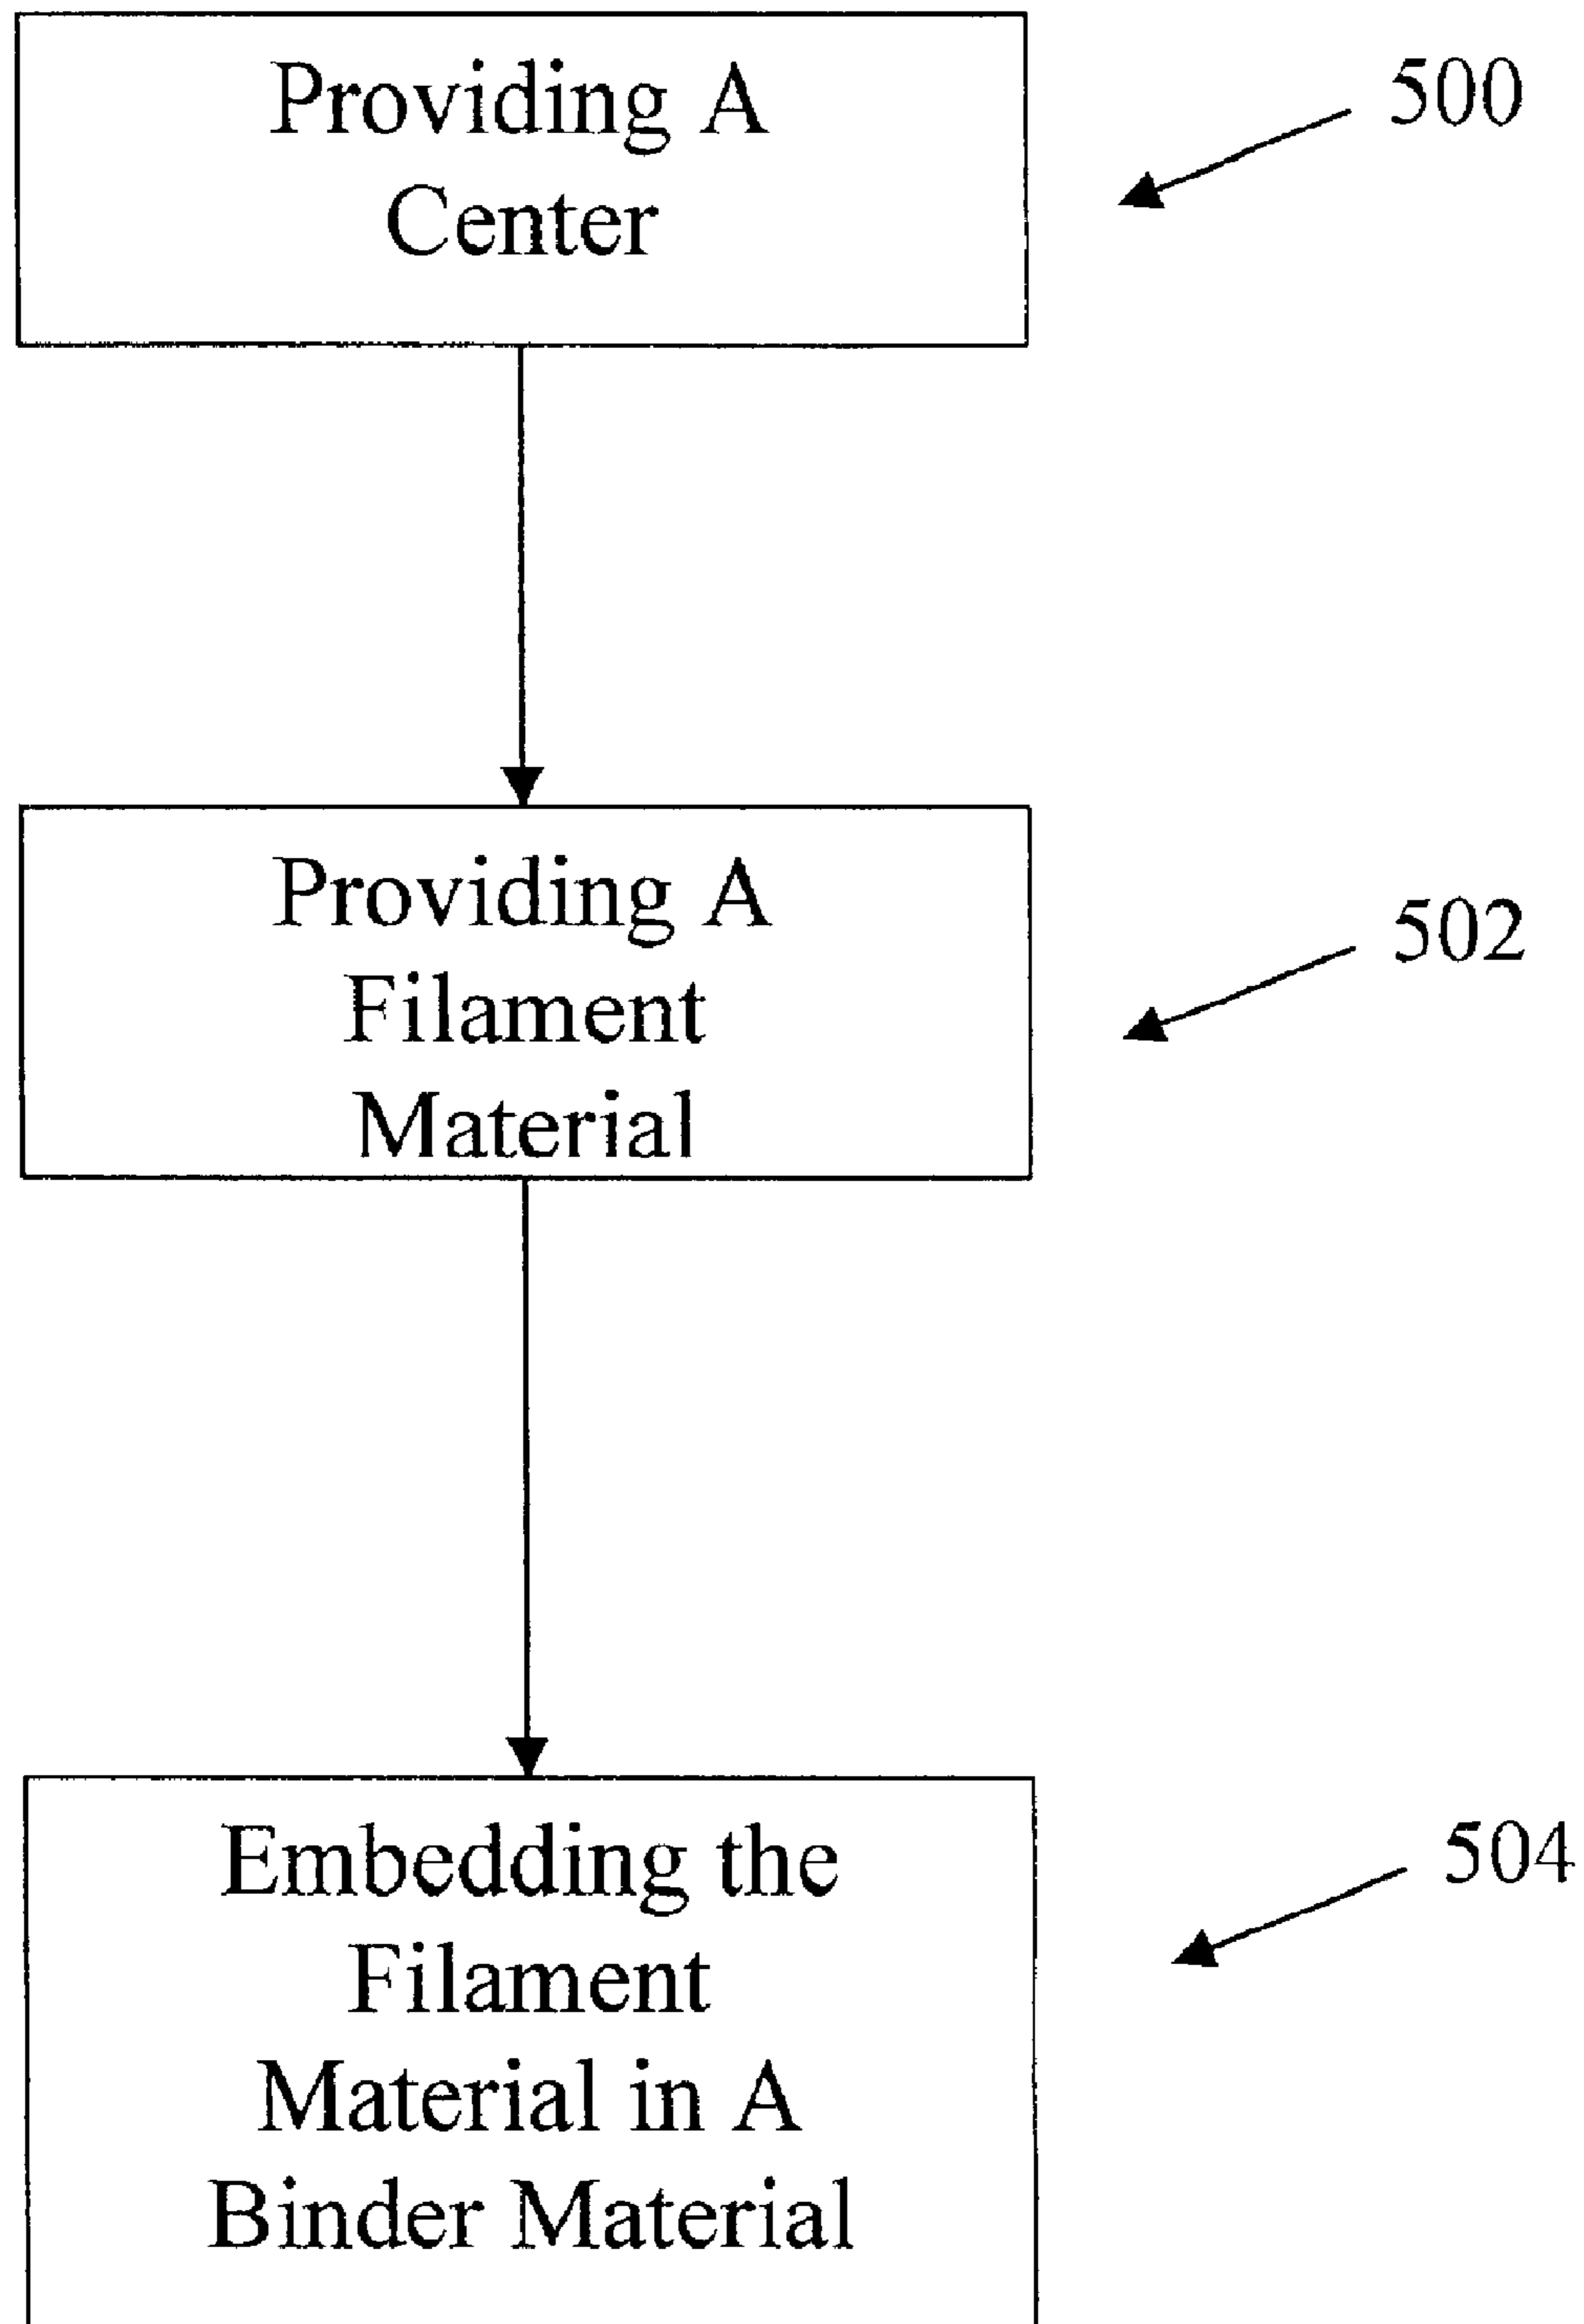 Providing A
Center
500
Providing A
Filament
Material
502
Embedding the
Filament
Material in A
Binder Material
504